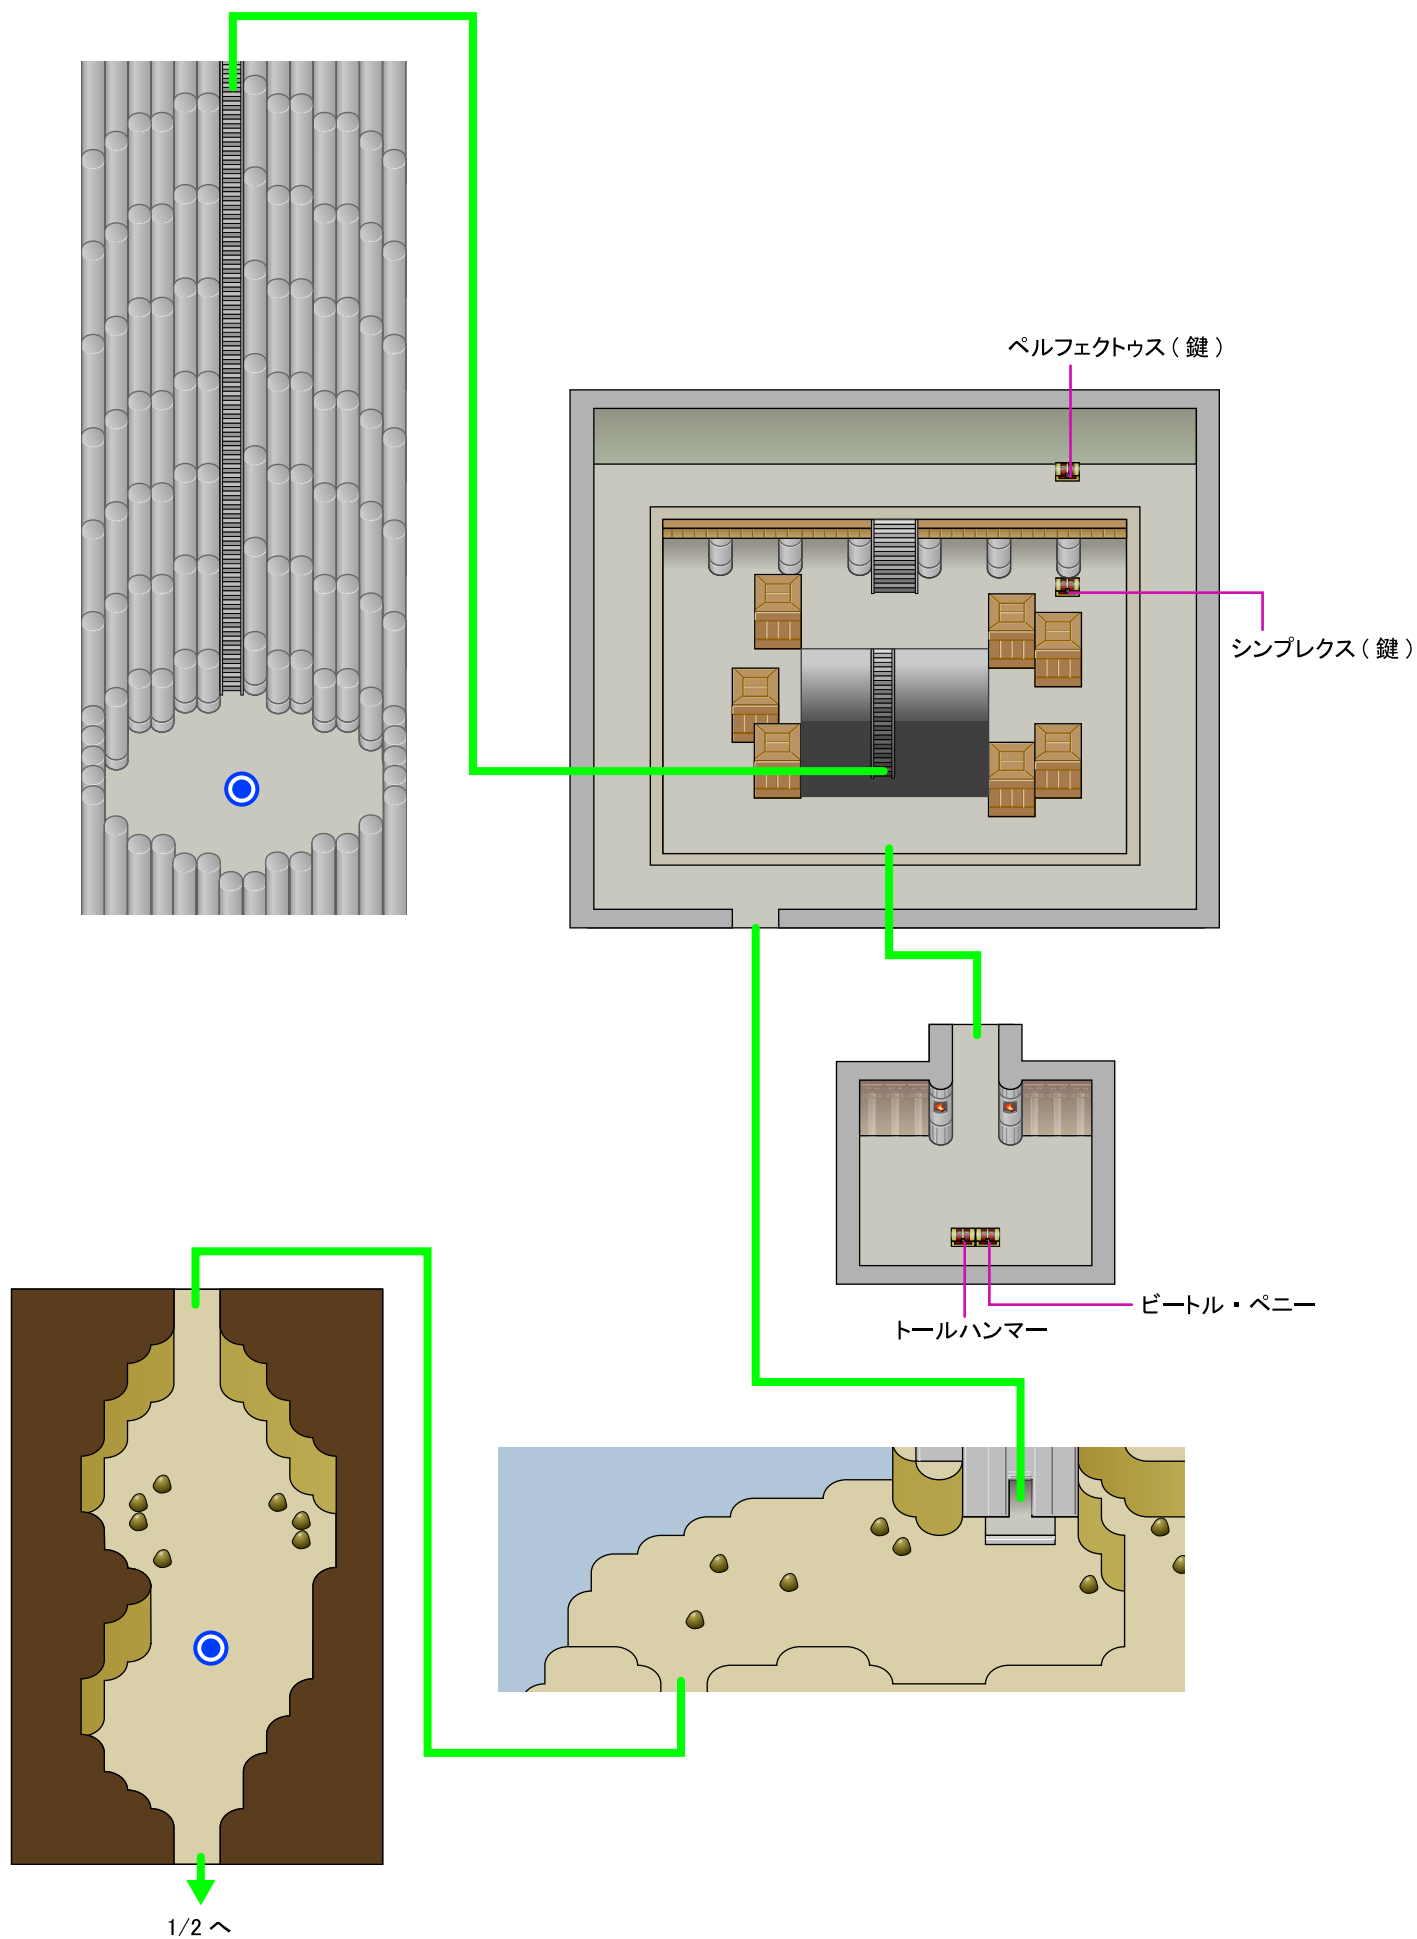 ペルフェクトゥス(鍵)
シンプレクス(鍵)
ビートル・ペニー
トールハンマー
1/2 へ